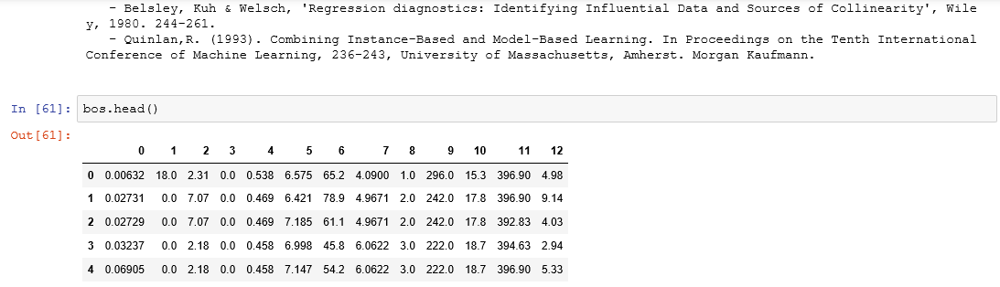 - Belsley, Kuh & Welsch, 'Regression diagnostics: Identifying Influential Data and Sources of Collinearity', Wile
y, 1980. 244-261.
- Quinlan,R. (1993). Combining Instance-Based and Model-Based Learning. In Proceedings on the Tenth International
Conference of Machine Learning, 236-243, University of Massachusetts, Amherst. Morgan Kaufmann.
In [61]: bos.head()
Out[61]:
0 1 2 3 4 5 6 7 8 9 10 11 12
0 0.00632 18.0 2.31 0.0 0.538 6.575 65.2 4.0900 1.0 296.0 15.3 396.90 4.98
1 0.02731 0.0 7.07 0.0 0.469 6.421 78.9 4.9671 2.0 242.0 17.8 396.90 9.14
2 0.02729 0.0 7.07 0.0 0.469 7.185 61.1 4.9671 2.0 242.0 17.8 392.83 4.03
3 0.03237 0.0 2.18 0.0 0.458 6.998 45.8 6.0622 3.0 222.0 18.7 394.63 2.94
4 0.06905 0.0 2.18 0.0 0.458 7.147 54.2 6.0622 3.0 222.0 18.7 396.90 5.33